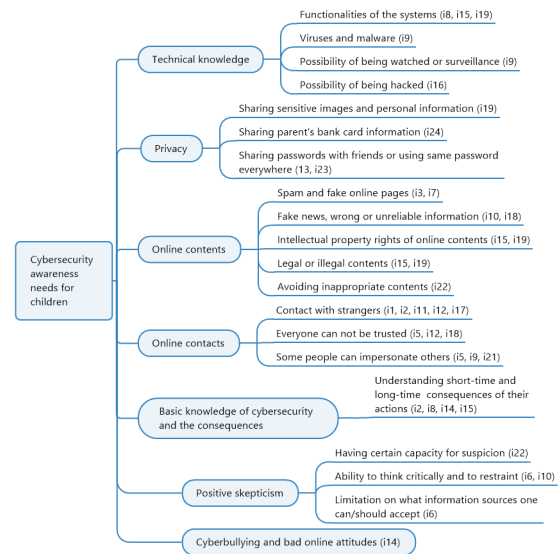 Functionalities of the systems (i8, i15, i19)
Viruses and malware (i9)
Technical knowledge
Possibility of being watched or surveillance (i9)
Possibility of being hacked (i16)
Sharing sensitive images and personal information (i19)
Sharing parent's bank card information (i24)
Privacy
Sharing passwords with friends or using same password
everywhere (13, i23)
Spam and fake online pages (i3, i7)
Fake news, wrong or unreliable information (i10, i18)
Online contents
Intellectual property rights of online contents (i15, i19)
Legal or illegal contents (i15, i19)
Avoiding inappropriate contents (i22)
Cybersecurity
awareness
needs for
children
Contact with strangers (i1, i2, i11, i12, i17)
Online contacts
Everyone can not be trusted (i5, i12, i18)
Some people can impersonate others (i5, i9, i21)
Basic knowledge of cybersecurity
and the consequences
Understanding short-time and
long-time consequences of their
actions (i2, i8, i14, i15)
Having certain capacity for suspicion (i22)
Ability to think critically and to restraint (i6, i10)
Positive skepticism
Limitation on what information sources one
can/should accept (i6)
Cyberbullying and bad online attitudes (i14)